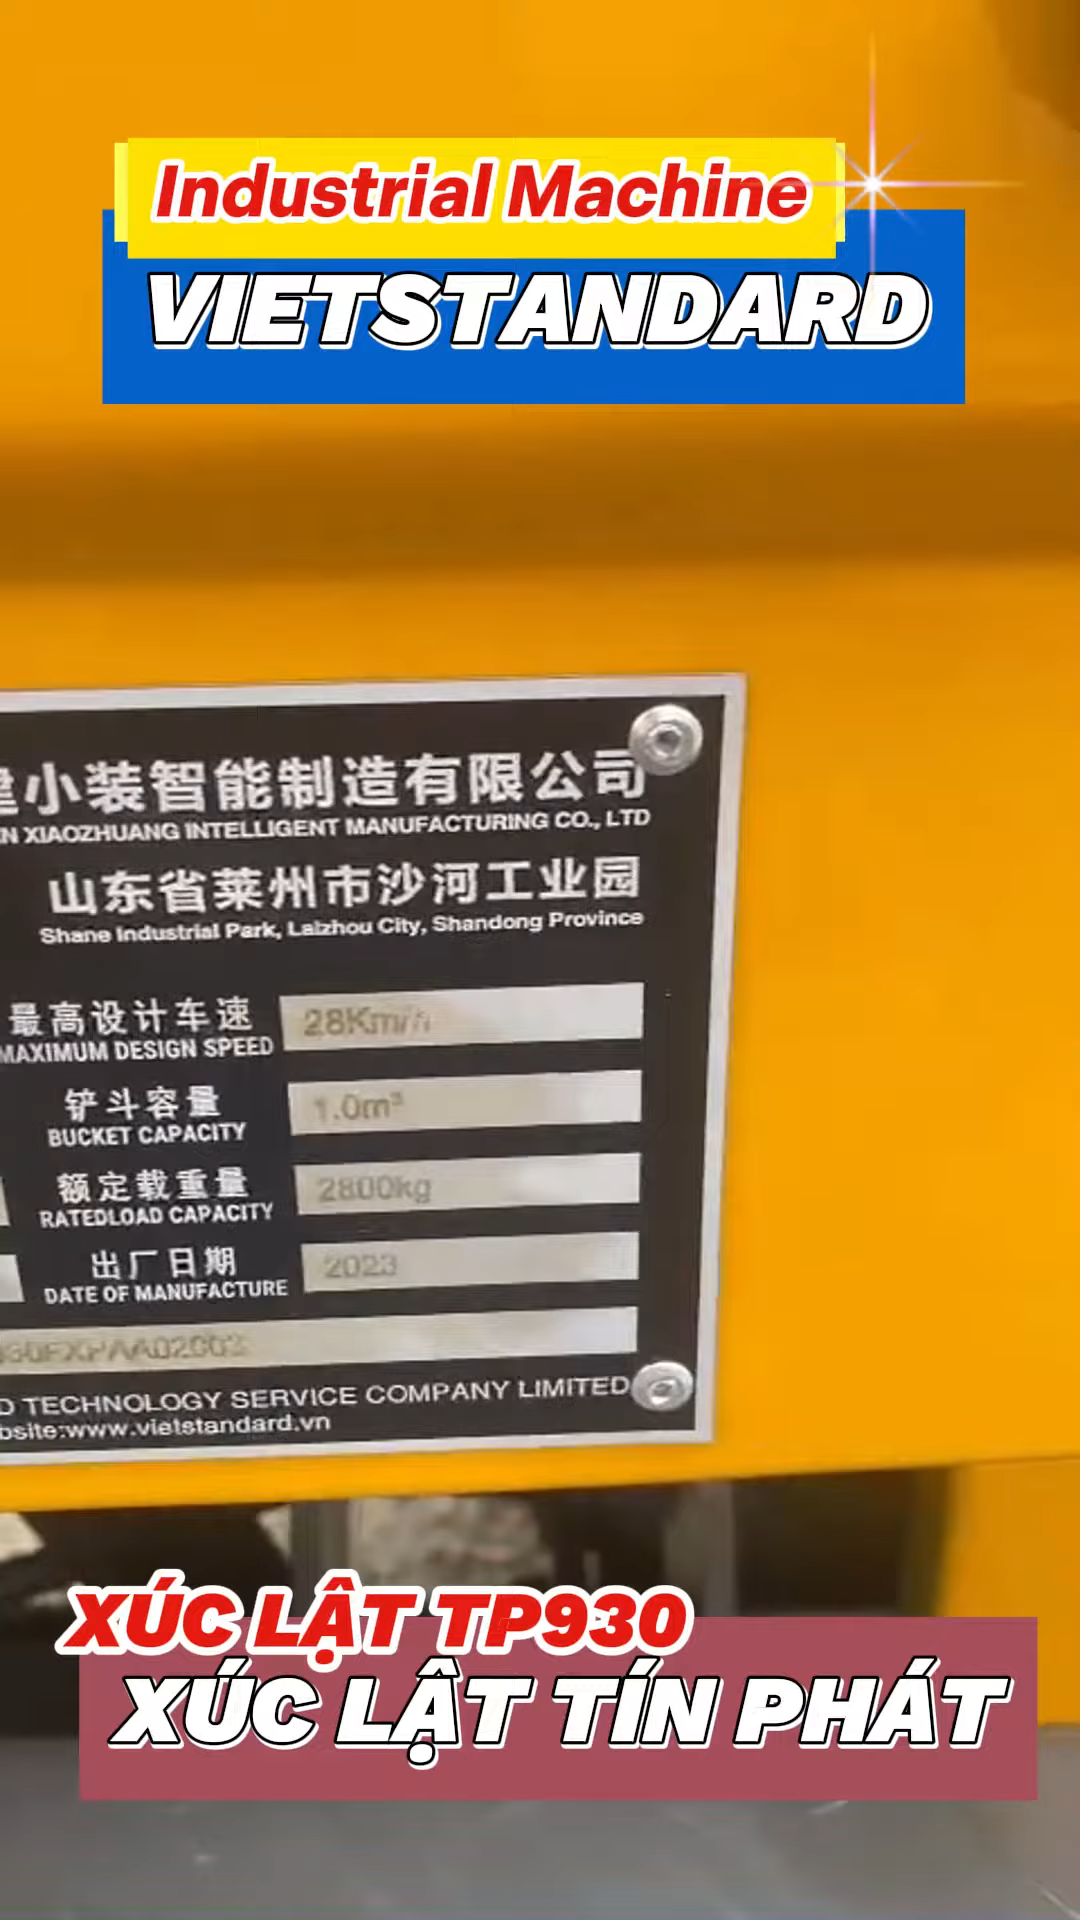 Industrial Machine
VIETSTANDARD
建小装智能制造有限公司
XIAOZHUANG INTELLIGENT MANUFACTURING CO., LTD
山东省莱州市沙河工业园
Shane Industrial Park, Laizhou City, Shandong Province
最高设计车速 28Km/h
MAXIMUM DESIGN SPEED
铲斗容量 1.0m³
BUCKET CAPACITY
额定载重量 2800kg
RATEDLOAD CAPACITY
出厂日期 2023
DATE OF MANUFACTURE
TECHNOLOGY SERVICE COMPANY LIMITED
bsite:www.vietstandard.vn
XÚC LẬT TP930
XÚC LẬT TÍN PHÁT